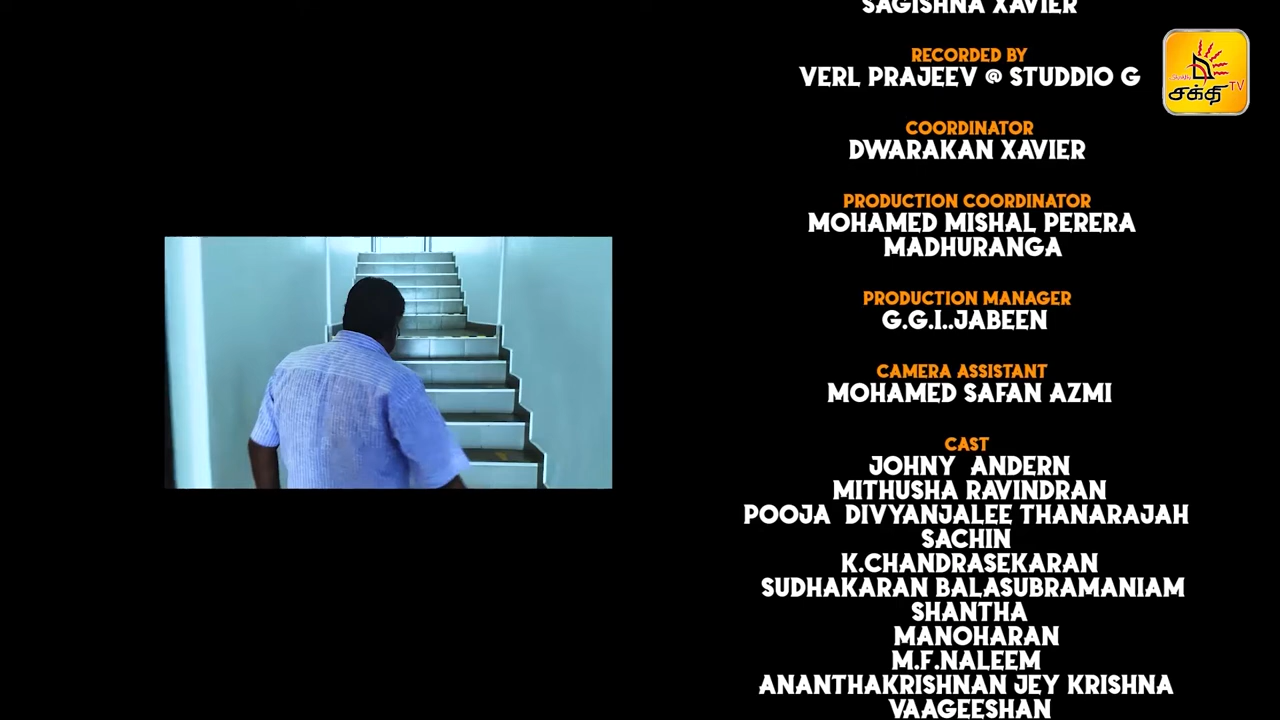 SAGISHNA XAVIER
RECORDED BY
VERL PRAJEEV @ STUDDIO G
COORDINATOR
DWARAKAN XAVIER
PRODUCTION COORDINATOR
MOHAMED MISHAL PERERA
MADHURANGA
PRODUCTION MANAGER
G.G.I..JABEEN
CAMERA ASSISTANT
MOHAMED SAFAN AZMI
CAST
JOHNY ANDERN
MITHUSHA RAVINDRAN
POOJA DIVYANJALEE THANARAJAH
SACHIN
K.CHANDRASEKARAN
SUDHAKARAN BALASUBRAMANIAM
SHANTHA
MANOHARAN
M.F.NALEEM
ANANTHAKRISHNAN JEY KRISHNA
VAAGEESHAN
சக்தி TV